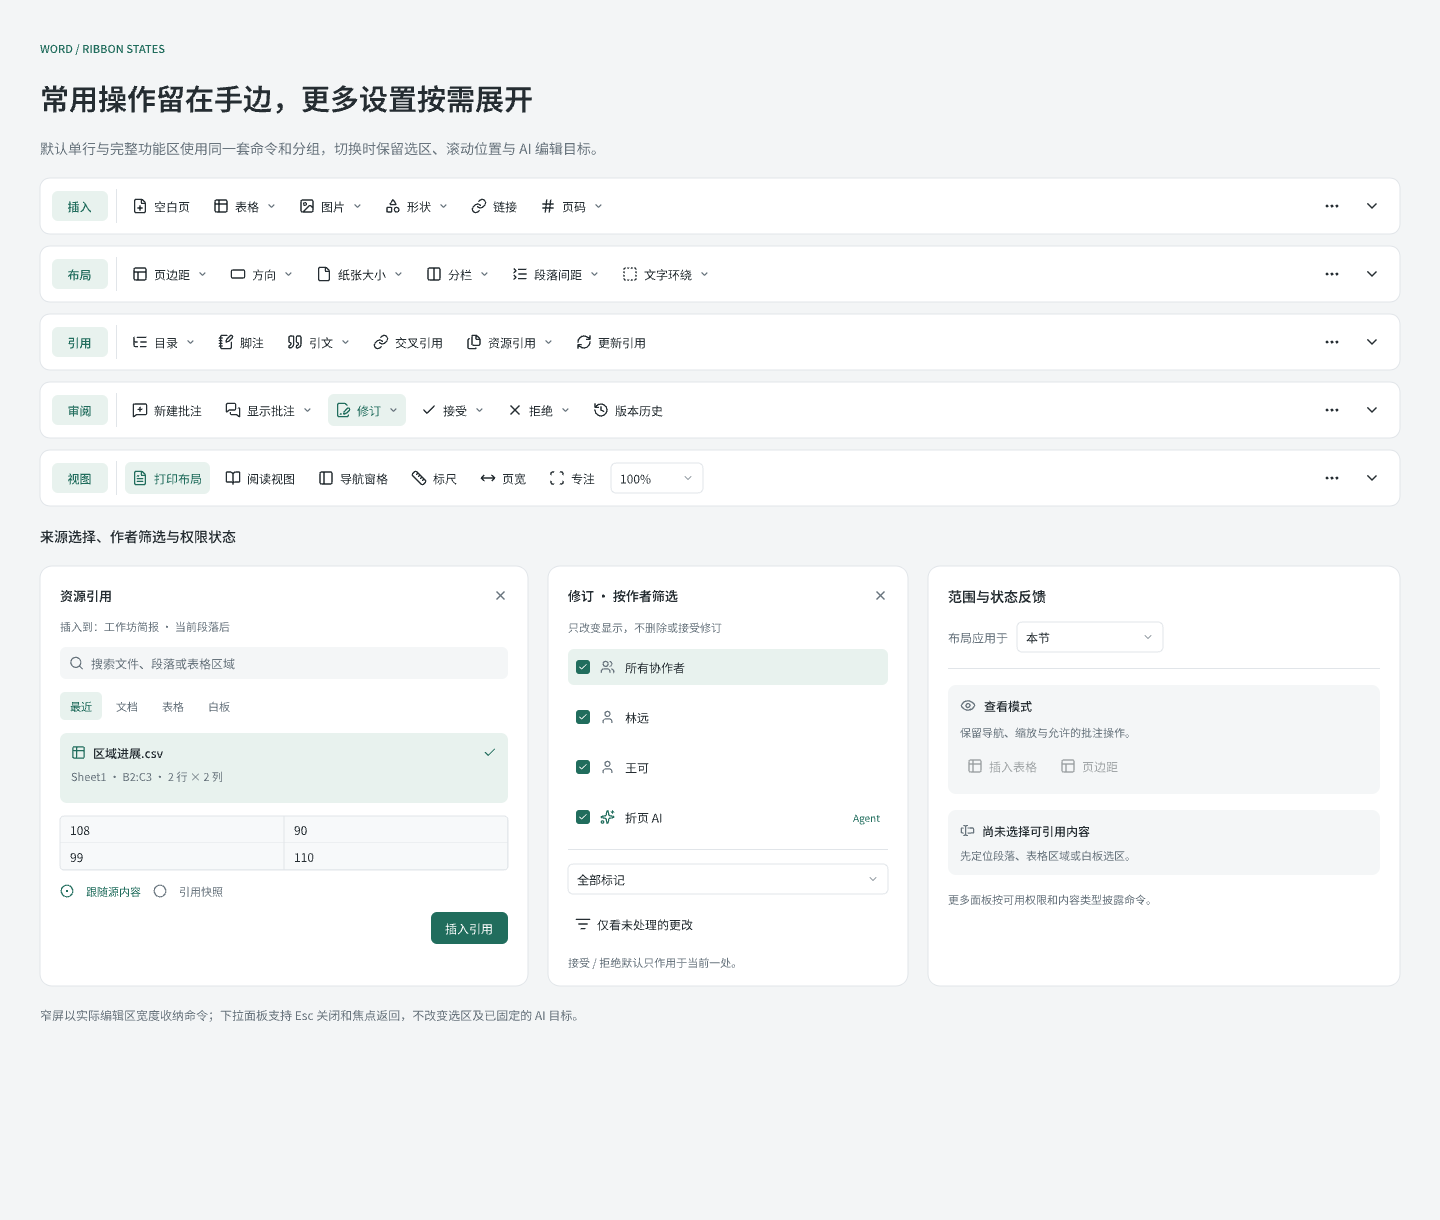 WORD / RIBBON STATES
常用操作留在手边，更多设置按需展开
默认单行与完整功能区使用同一套命令和分组，切换时保留选区、滚动位置与 AI 编辑目标。
插入 空白页 表格 图片 形状 链接 页码
布局 页边距 方向 纸张大小 分栏 段落间距 文字环绕
引用 目录 脚注 引文 交叉引用 资源引用 更新引用
审阅 新建批注 显示批注 修订 接受 拒绝 版本历史
视图 打印布局 阅读视图 导航窗格 标尺 页宽 专注 100%
来源选择、作者筛选与权限状态
资源引用
插入到：工作坊简报 · 当前段落后
搜索文件、段落或表格区域
最近 文档 表格 白板
区域进展.csv
Sheet1 · B2:C3 · 2 行 × 2 列
108 90
99 110
跟随源内容 引用快照
插入引用
修订 · 按作者筛选
只改变显示，不删除或接受修订
所有协作者
林远
王可
折页 AI Agent
全部标记
仅看未处理的更改
接受 / 拒绝默认只作用于当前一处。
范围与状态反馈
布局应用于 本节
查看模式
保留导航、缩放与允许的批注操作。
插入表格 页边距
尚未选择可引用内容
先定位段落、表格区域或白板选区。
更多面板按可用权限和内容类型披露命令。
窄屏以实际编辑区宽度收纳命令；下拉面板支持 Esc 关闭和焦点返回，不改变选区及已固定的 AI 目标。